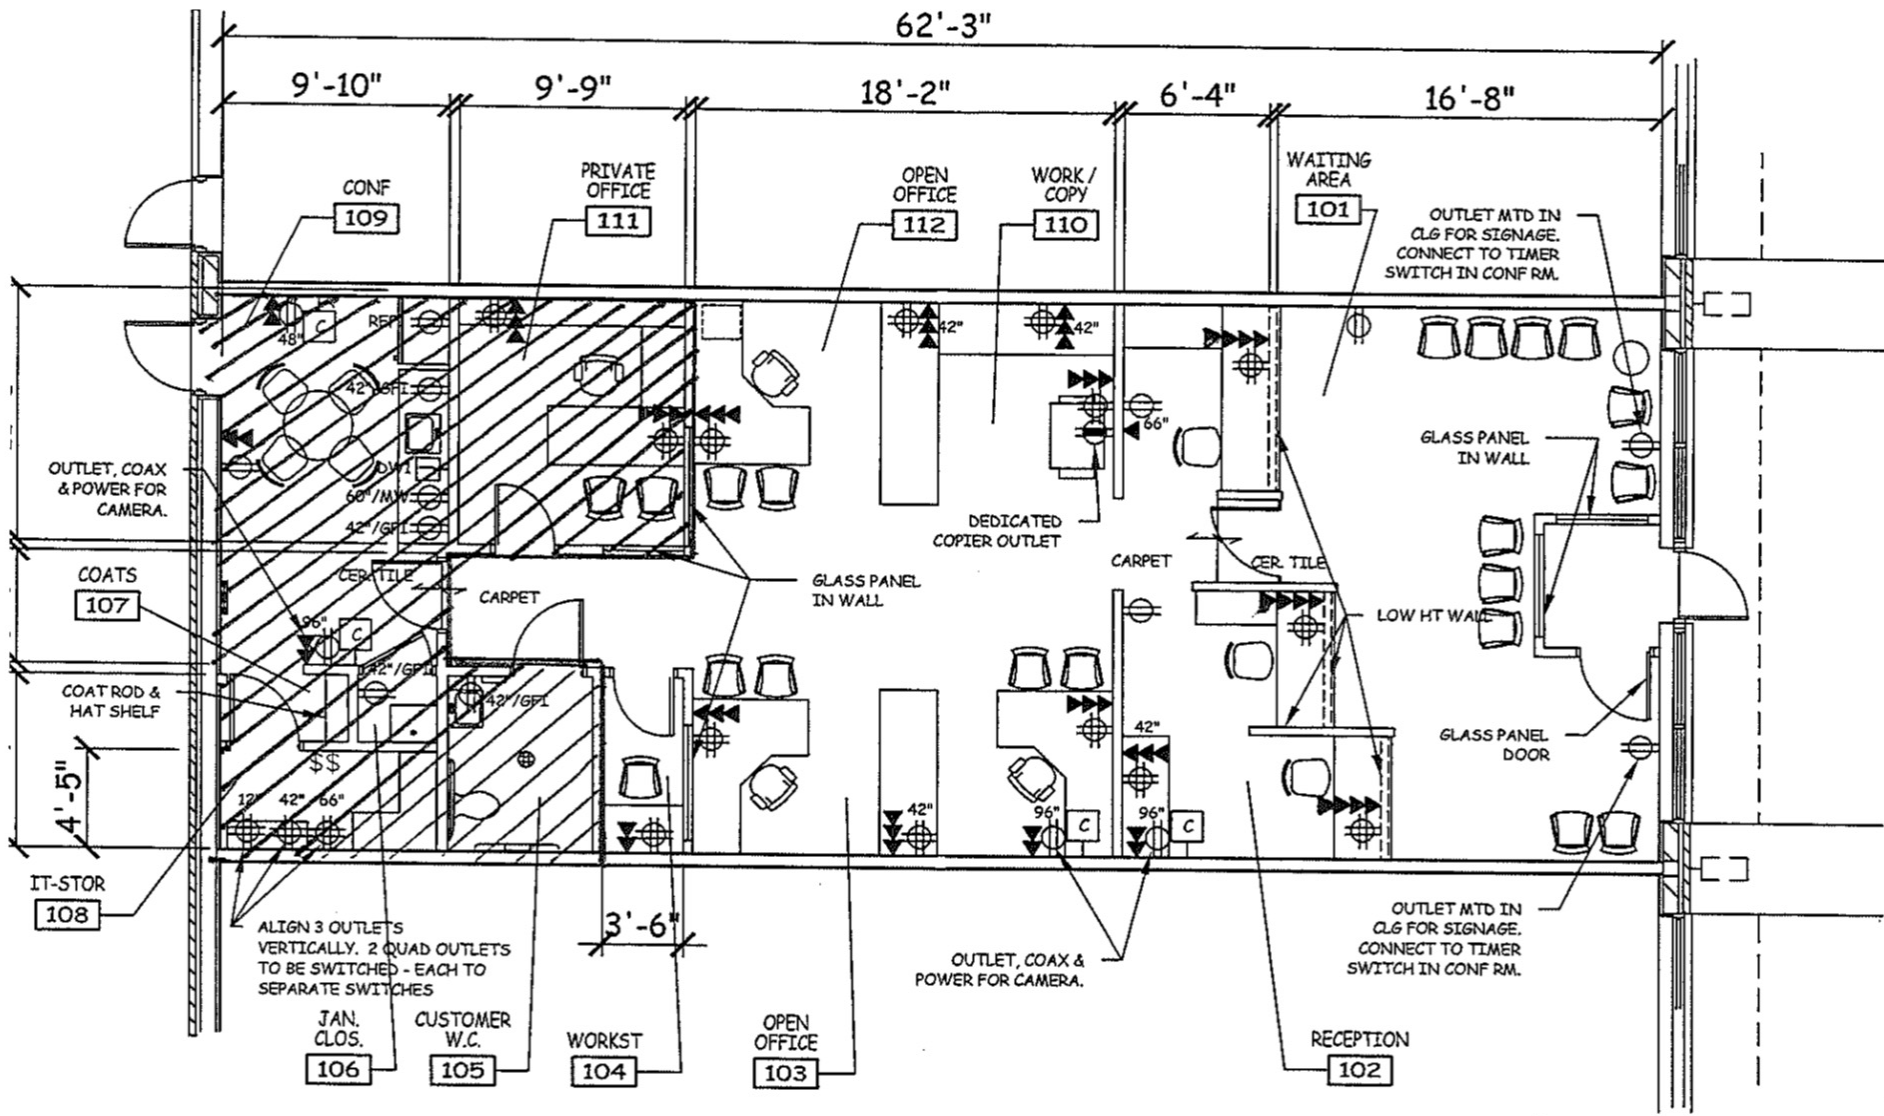 62'-3"
9'-10"
9'-9"
18'-2"
6'-4"
16'-8"
CONF
109
PRIVATE
OFFICE
111
OPEN
OFFICE
112
WORK /
COPY
110
WAITING
AREA
101
OUTLET MTD IN
CLG FOR SIGNAGE.
CONNECT TO TIMER
SWITCH IN CONF RM.
48"
C
REF
42"
42"
42"/GFI
66"
GLASS PANEL
IN WALL
OUTLET, COAX
& POWER FOR
CAMERA.
DW
60"/MW
42"/GFI
DEDICATED
COPIER OUTLET
COATS
107
CER. TILE
CARPET
GLASS PANEL
IN WALL
CARPET
CER. TILE
LOW HT WALL
96"
C
42"/GFI
COAT ROD &
HAT SHELF
42"/GFI
GLASS PANEL
DOOR
4'-5"
$$
12"
42"
66"
42"
42"
96"
C
96"
C
IT-STOR
108
ALIGN 3 OUTLETS
VERTICALLY. 2 QUAD OUTLETS
TO BE SWITCHED - EACH TO
SEPARATE SWITCHES
3'-6"
OUTLET, COAX &
POWER FOR CAMERA.
OUTLET MTD IN
CLG FOR SIGNAGE.
CONNECT TO TIMER
SWITCH IN CONF RM.
JAN.
CLOS.
106
CUSTOMER
W.C.
105
WORKST
104
OPEN
OFFICE
103
RECEPTION
102